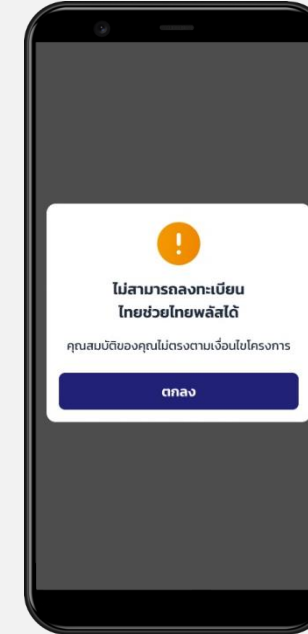 ไม่สามารถลงทะเบียน
ไทยช่วยไทยพลัสได้
คุณสมบัติของคุณไม่ตรงตามเงื่อนไขโครงการ
ตกลง